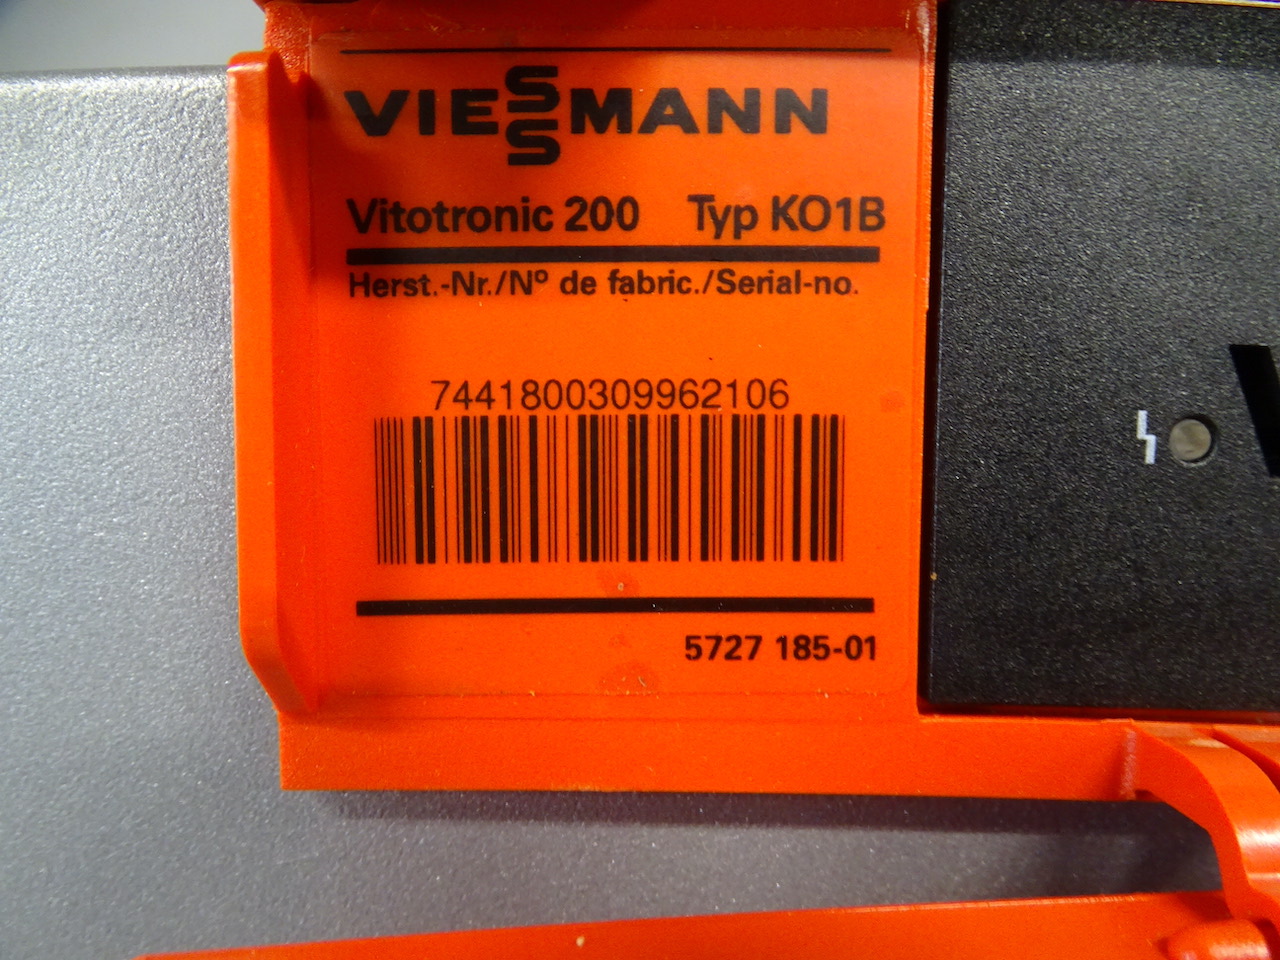 VIESSMANN
Vitotronic 200 Typ KO1B
Herst.-Nr./Nº de fabric./Serial-no.
7441800309962106
5727 185-01